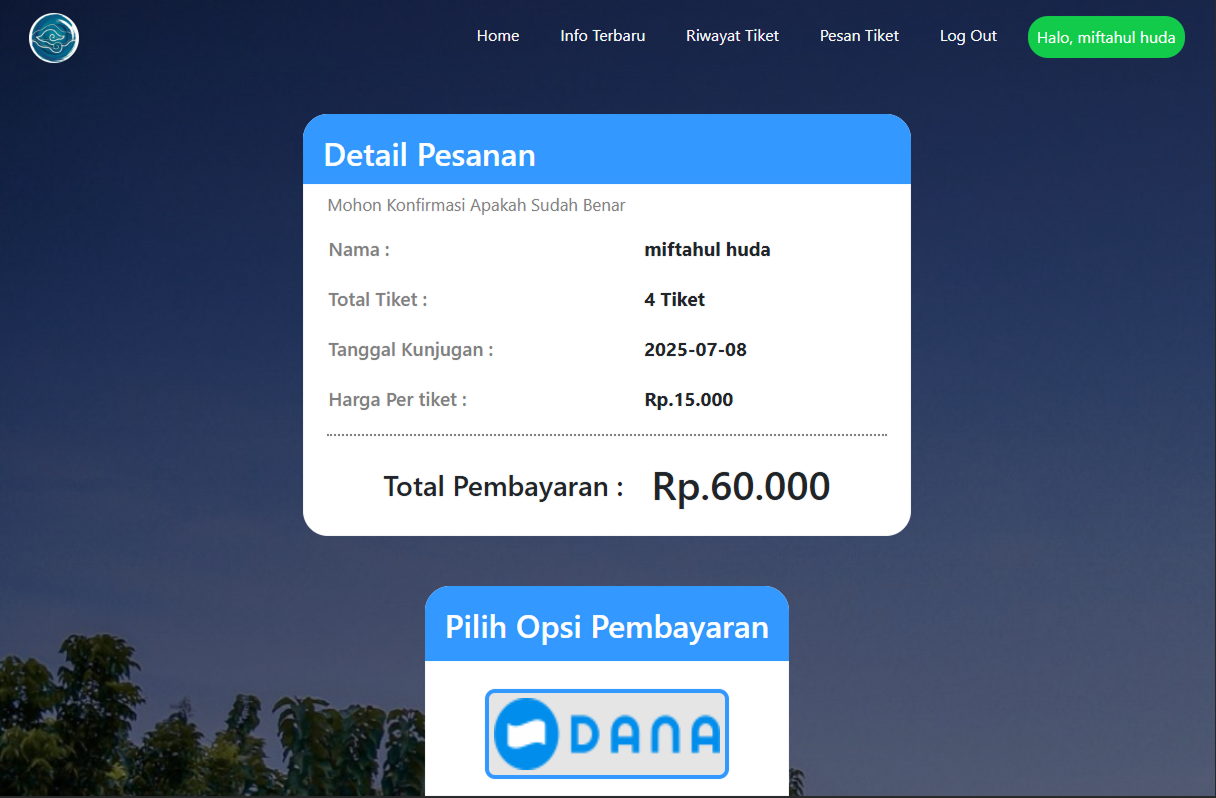 Home Info Terbaru Riwayat Tiket Pesan Tiket Log Out Halo, miftahul huda
Detail Pesanan
Mohon Konfirmasi Apakah Sudah Benar
Nama : miftahul huda
Total Tiket : 4 Tiket
Tanggal Kunjugan : 2025-07-08
Harga Per tiket : Rp.15.000
Total Pembayaran : Rp.60.000
Pilih Opsi Pembayaran
DANA